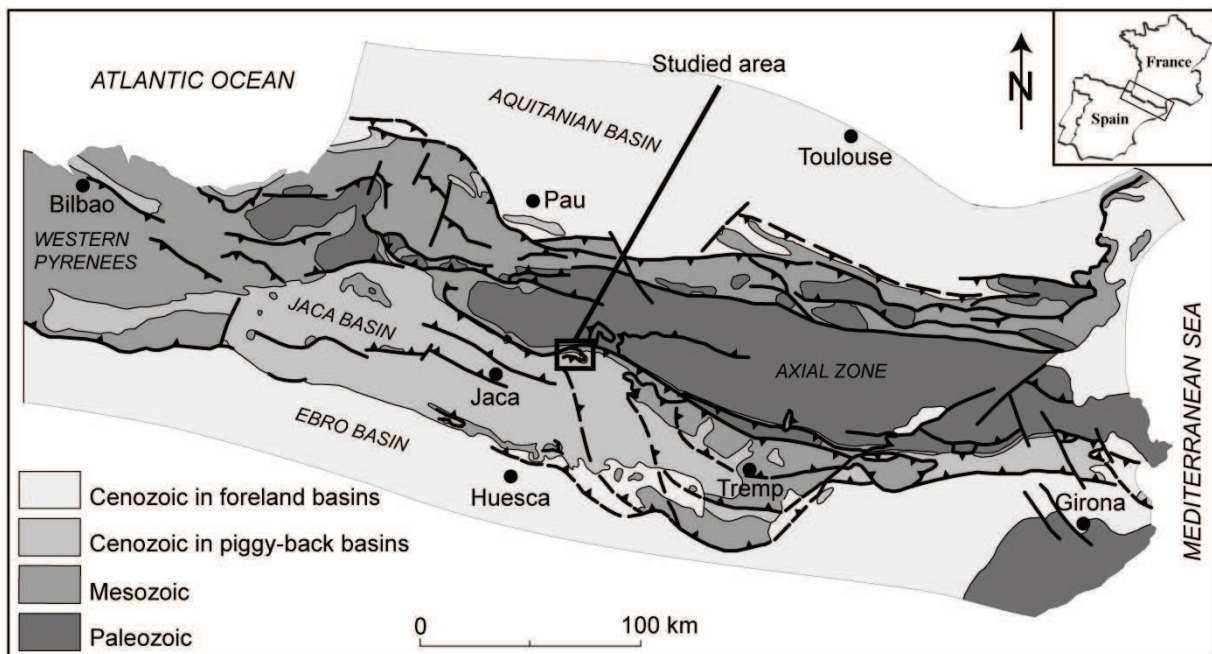 ATLANTIC OCEAN
Studied area
N
France
Spain
AQUITANIAN BASIN
Toulouse
Bilbao
Pau
WESTERN
PYRENEES
JACA BASIN
AXIAL ZONE
Jaca
EBRO BASIN
MEDITERRANEAN SEA
Huesca
Tremp
Girona
Cenozoic in foreland basins
Cenozoic in piggy-back basins
Mesozoic
Paleozoic
0 100 km